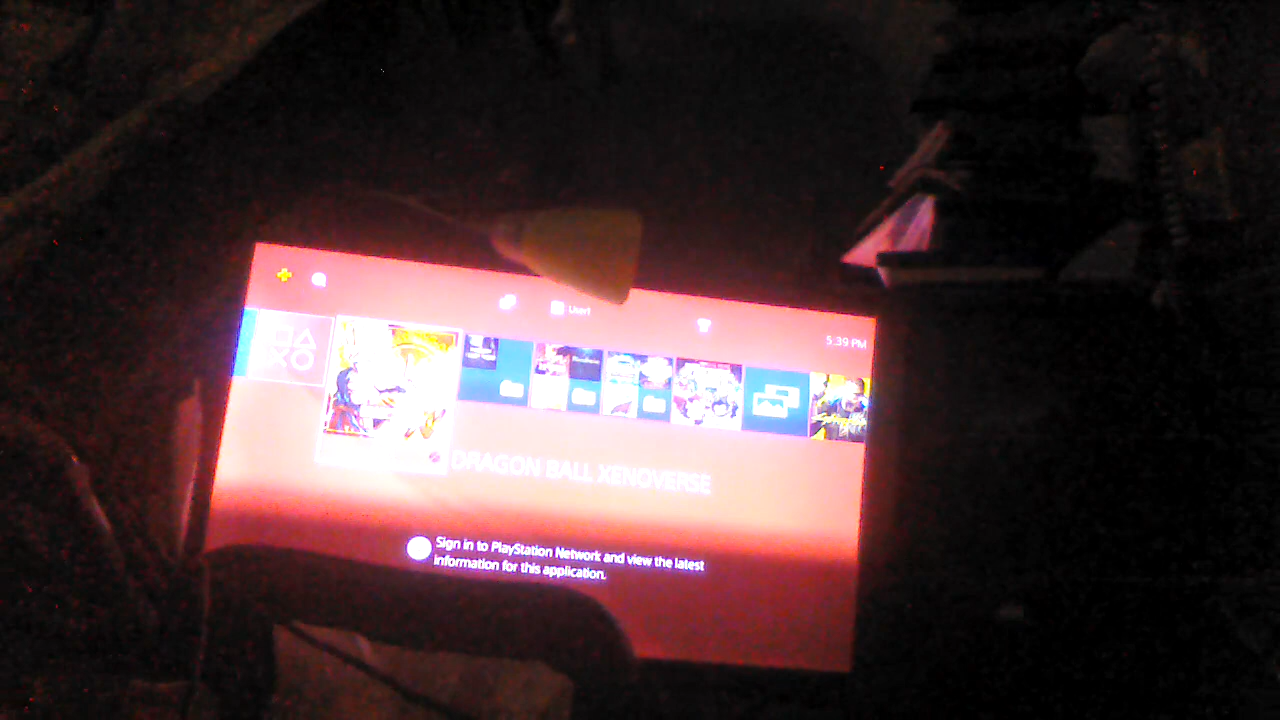 User1
5:39 PM
DRAGON BALL XENOVERSE
Sign in to PlayStation Network and view the latest
information for this application.